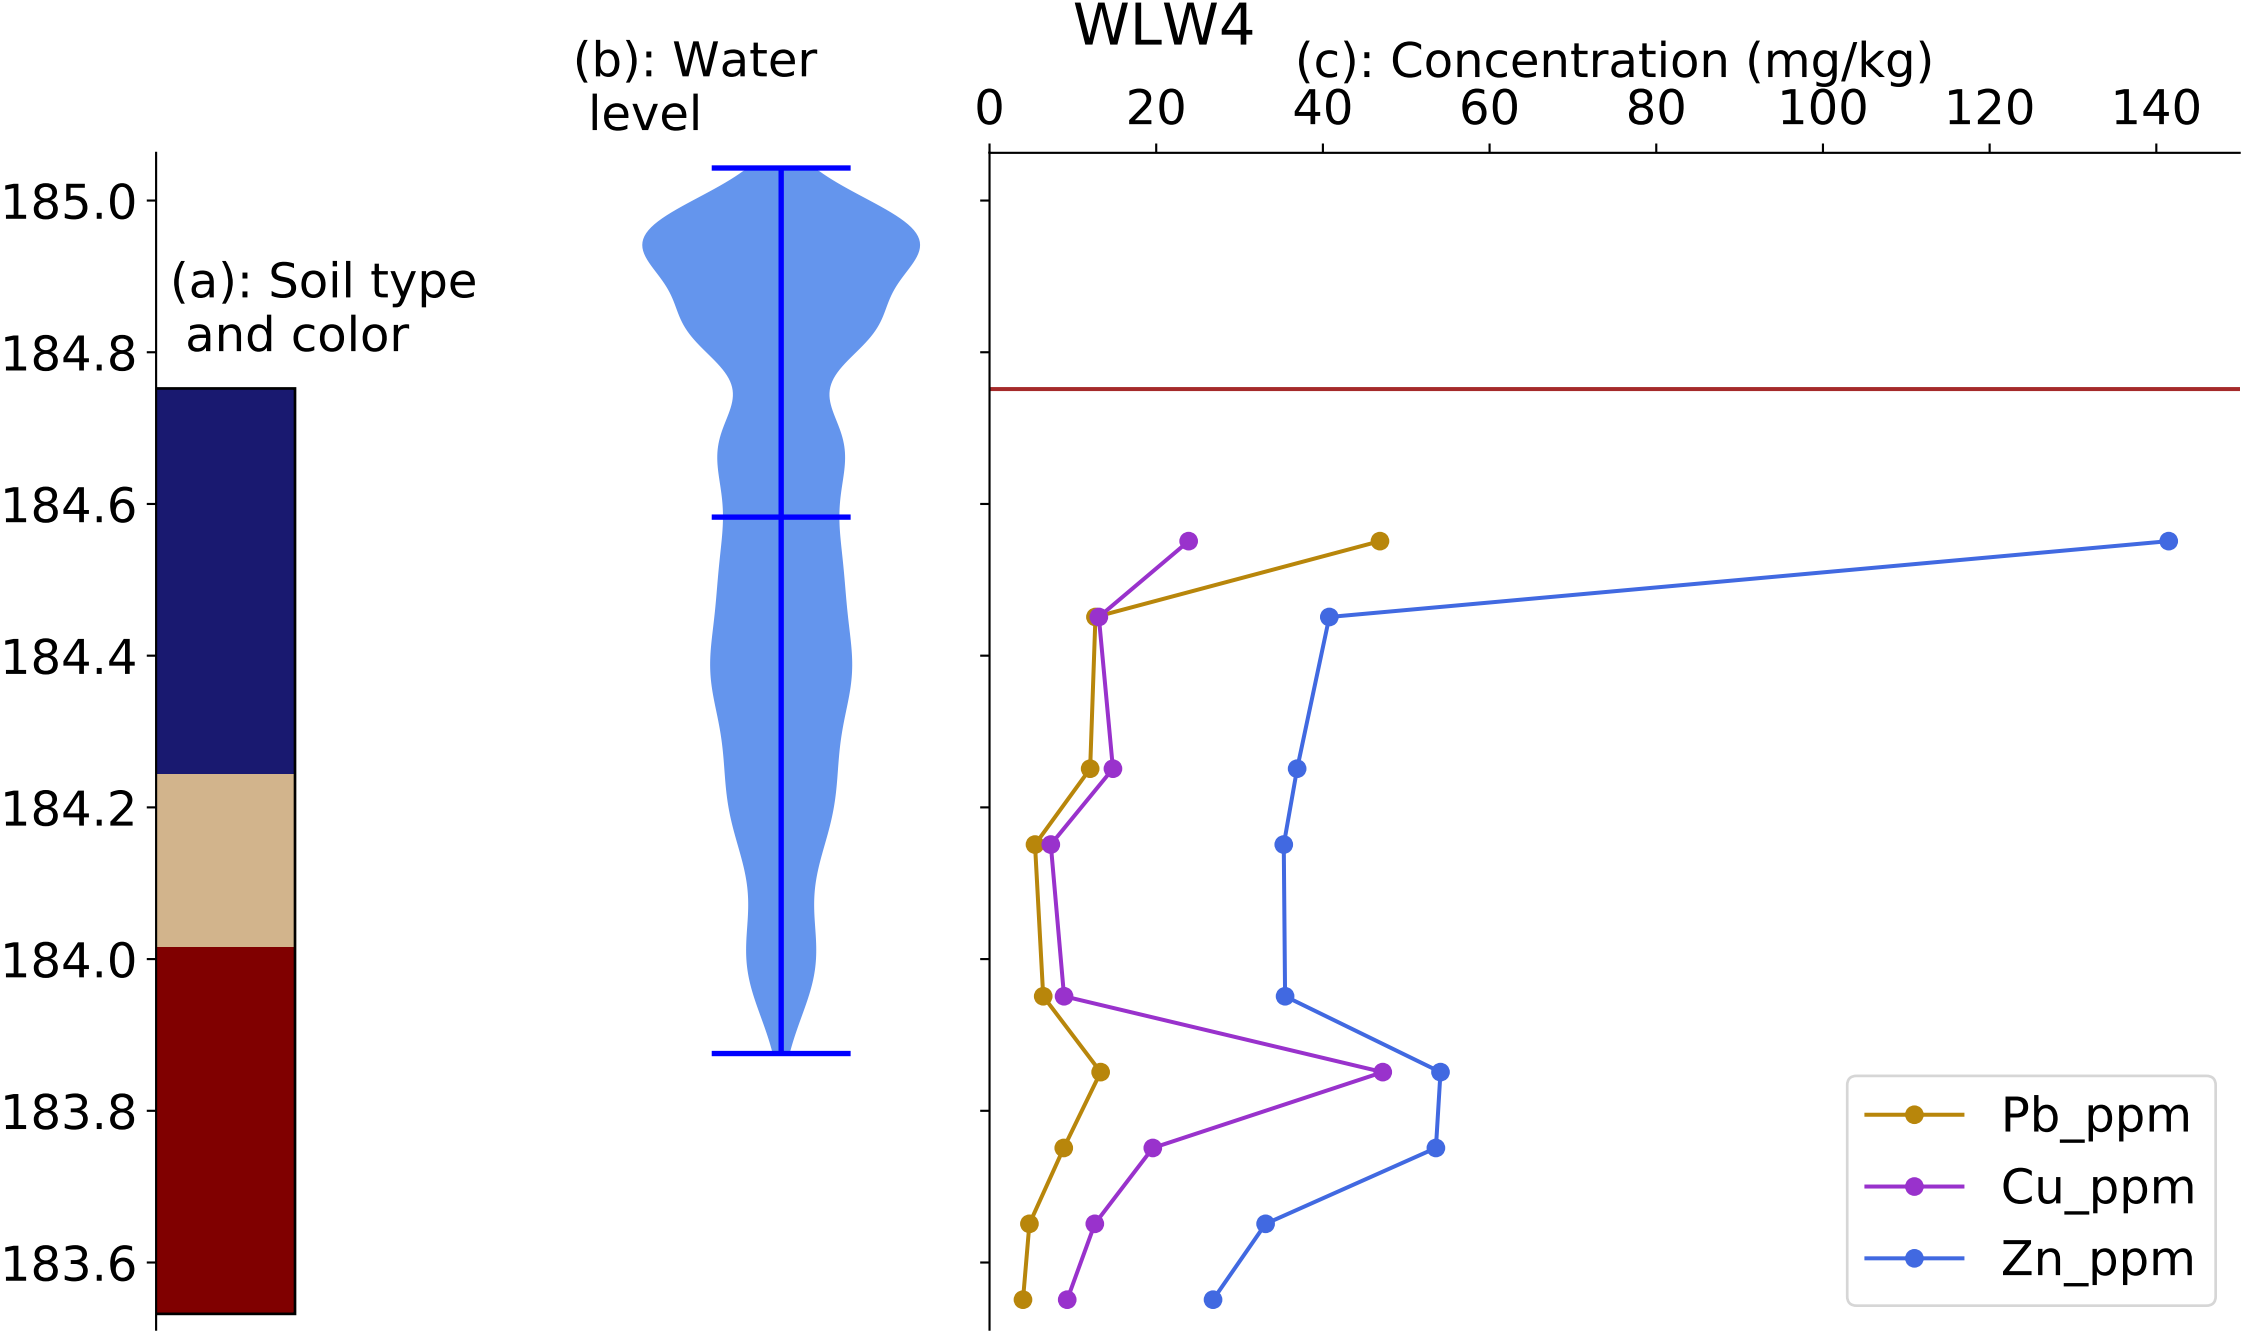 WLW4
(b): Water
level
(c): Concentration (mg/kg)
0 20 40 60 80 100 120 140
185.0
(a): Soil type
and color
184.8
184.6
184.4
184.2
184.0
183.8
183.6
Pb_ppm
Cu_ppm
Zn_ppm